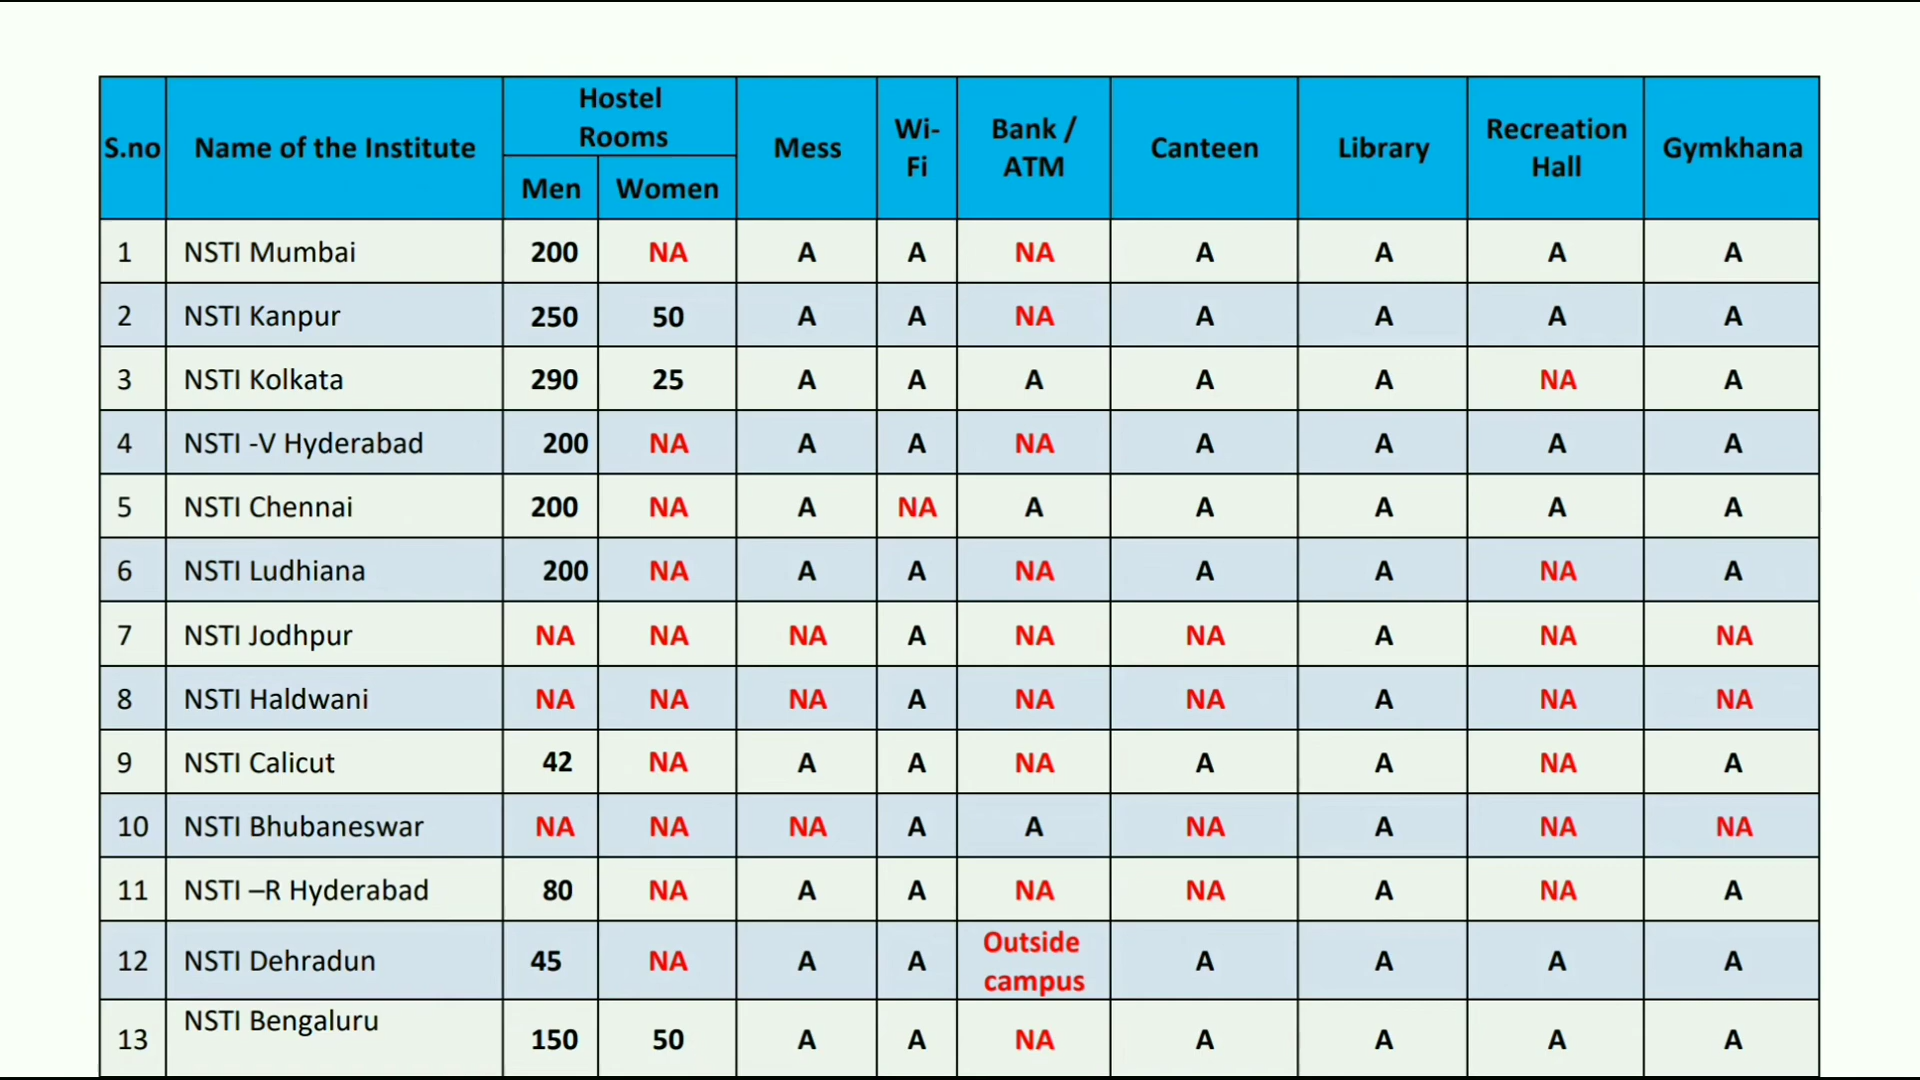 S.no Name of the Institute Hostel Rooms Mess Wi-Fi Bank / ATM Canteen Library Recreation Hall Gymkhana
Men Women
1 NSTI Mumbai 200 NA A A NA A A A A
2 NSTI Kanpur 250 50 A A NA A A A A
3 NSTI Kolkata 290 25 A A A A A NA A
4 NSTI -V Hyderabad 200 NA A A NA A A A A
5 NSTI Chennai 200 NA A NA A A A A A
6 NSTI Ludhiana 200 NA A A NA A A NA A
7 NSTI Jodhpur NA NA NA A NA NA A NA NA
8 NSTI Haldwani NA NA NA A NA NA A NA NA
9 NSTI Calicut 42 NA A A NA A A NA A
10 NSTI Bhubaneswar NA NA NA A A NA A NA NA
11 NSTI –R Hyderabad 80 NA A A NA NA A NA A
12 NSTI Dehradun 45 NA A A Outside campus A A A A
13 NSTI Bengaluru 150 50 A A NA A A A A